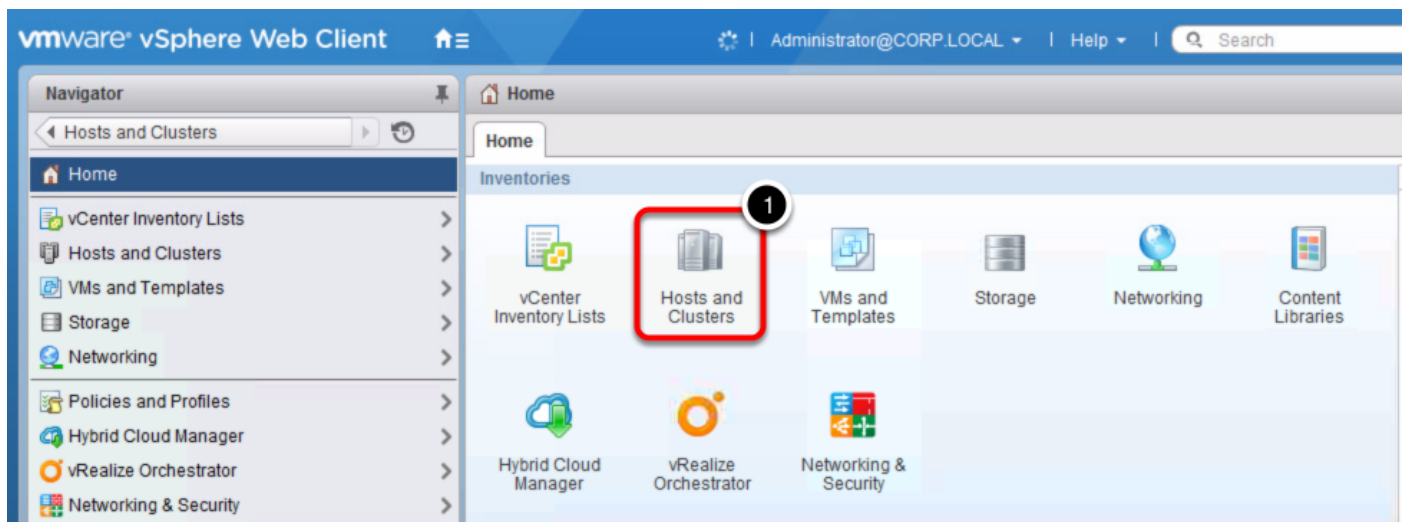 vmware® vSphere Web Client
Administrator@CORP.LOCAL
Help
Search
Navigator
Hosts and Clusters
Home
vCenter Inventory Lists
Hosts and Clusters
VMs and Templates
Storage
Networking
Policies and Profiles
Hybrid Cloud Manager
vRealize Orchestrator
Networking & Security
Home
Home
Inventories
1
vCenter
Inventory Lists
Hosts and
Clusters
VMs and
Templates
Storage
Networking
Content
Libraries
Hybrid Cloud
Manager
vRealize
Orchestrator
Networking &
Security